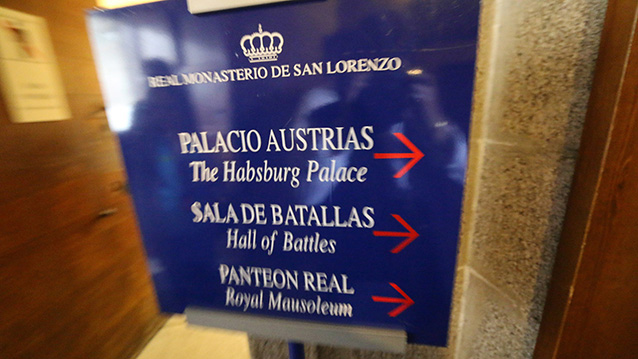 REAL MONASTERIO DE SAN LORENZO
PALACIO AUSTRIAS
The Habsburg Palace
SALA DE BATALLAS
Hall of Battles
PANTEON REAL
Royal Mausoleum